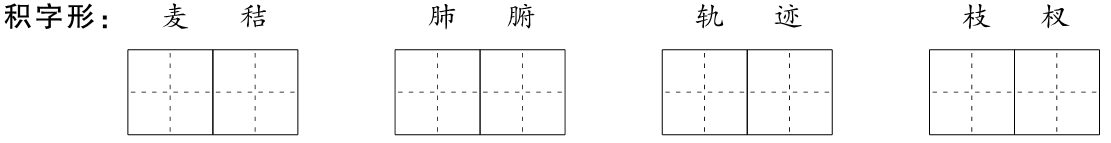 积字形： 麦 秸 肺 腑 轨 迹 枝 杈